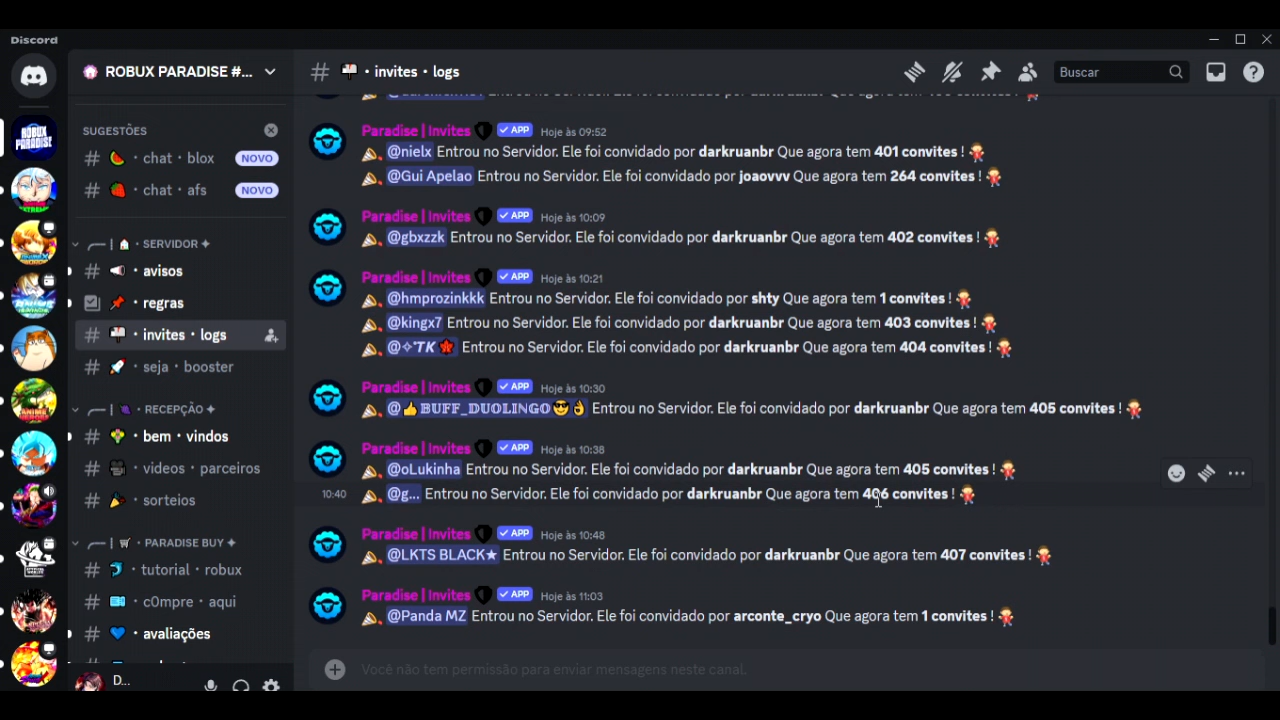 Discord
ROBUX PARADISE #...
SUGESTÕES
chat • blox NOVO
chat • afs NOVO
SERVIDOR
avisos
regras
invites • logs
seja • booster
RECEPÇÃO
bem • vindos
videos • parceiros
sorteios
PARADISE BUY
tutorial • robux
c0mpre • aqui
avaliações
D...
ROBUX PARADISE
• invites • logs
Buscar
Paradise | Invites APP Hoje às 09:52
@nielx Entrou no Servidor. Ele foi convidado por darkruanbr Que agora tem 401 convites !
@Gui Apelao Entrou no Servidor. Ele foi convidado por joaovvv Que agora tem 264 convites !
Paradise | Invites APP Hoje às 10:09
@gbxzzk Entrou no Servidor. Ele foi convidado por darkruanbr Que agora tem 402 convites !
Paradise | Invites APP Hoje às 10:21
@hmprozinkkk Entrou no Servidor. Ele foi convidado por shty Que agora tem 1 convites !
@kingx7 Entrou no Servidor. Ele foi convidado por darkruanbr Que agora tem 403 convites !
@✧'TK🍁 Entrou no Servidor. Ele foi convidado por darkruanbr Que agora tem 404 convites !
Paradise | Invites APP Hoje às 10:30
@👍𝔹𝕌𝔽𝔽_𝔻𝕌𝕆𝕃𝕀ℕ𝔾𝕆😎👌 Entrou no Servidor. Ele foi convidado por darkruanbr Que agora tem 405 convites !
Paradise | Invites APP Hoje às 10:38
@oLukinha Entrou no Servidor. Ele foi convidado por darkruanbr Que agora tem 405 convites !
10:40 @g... Entrou no Servidor. Ele foi convidado por darkruanbr Que agora tem 406 convites !
Paradise | Invites APP Hoje às 10:48
@LKTS BLACK★ Entrou no Servidor. Ele foi convidado por darkruanbr Que agora tem 407 convites !
Paradise | Invites APP Hoje às 11:03
@Panda MZ Entrou no Servidor. Ele foi convidado por arconte_cryo Que agora tem 1 convites !
Você não tem permissão para enviar mensagens neste canal.